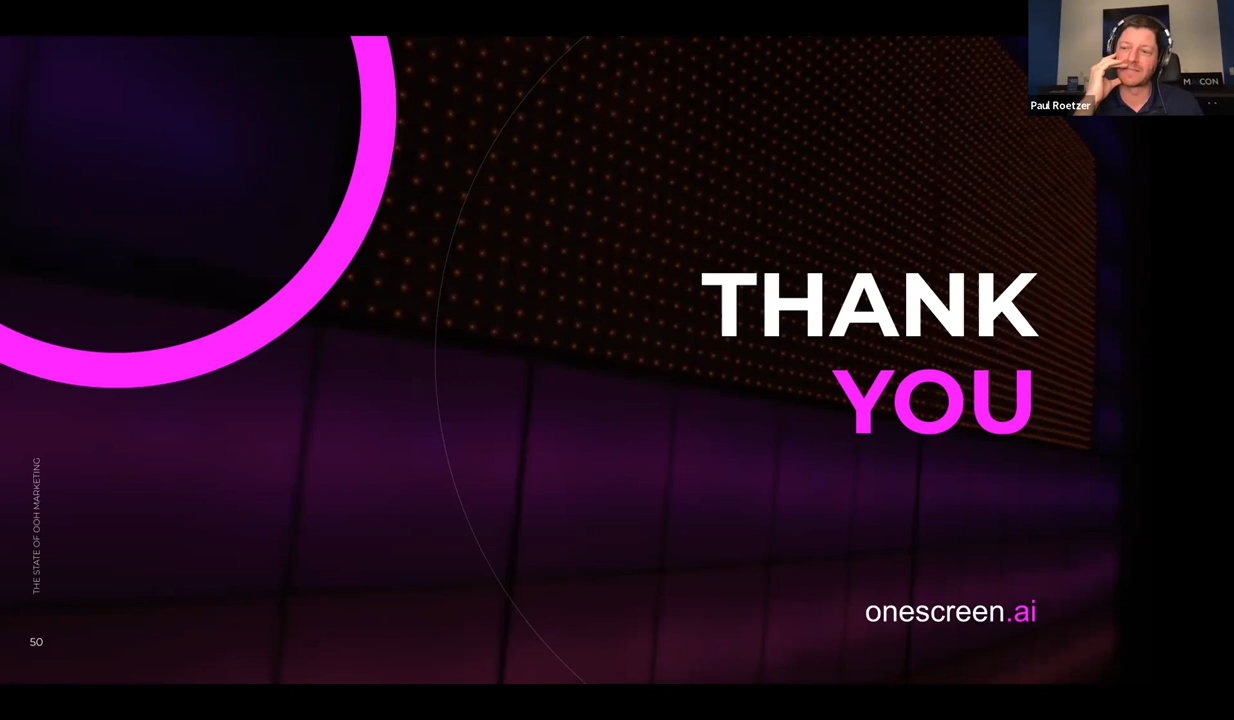 Paul Roetzer
THANK
YOU
THE STATE OF OOH MARKETING
onescreen.ai
50